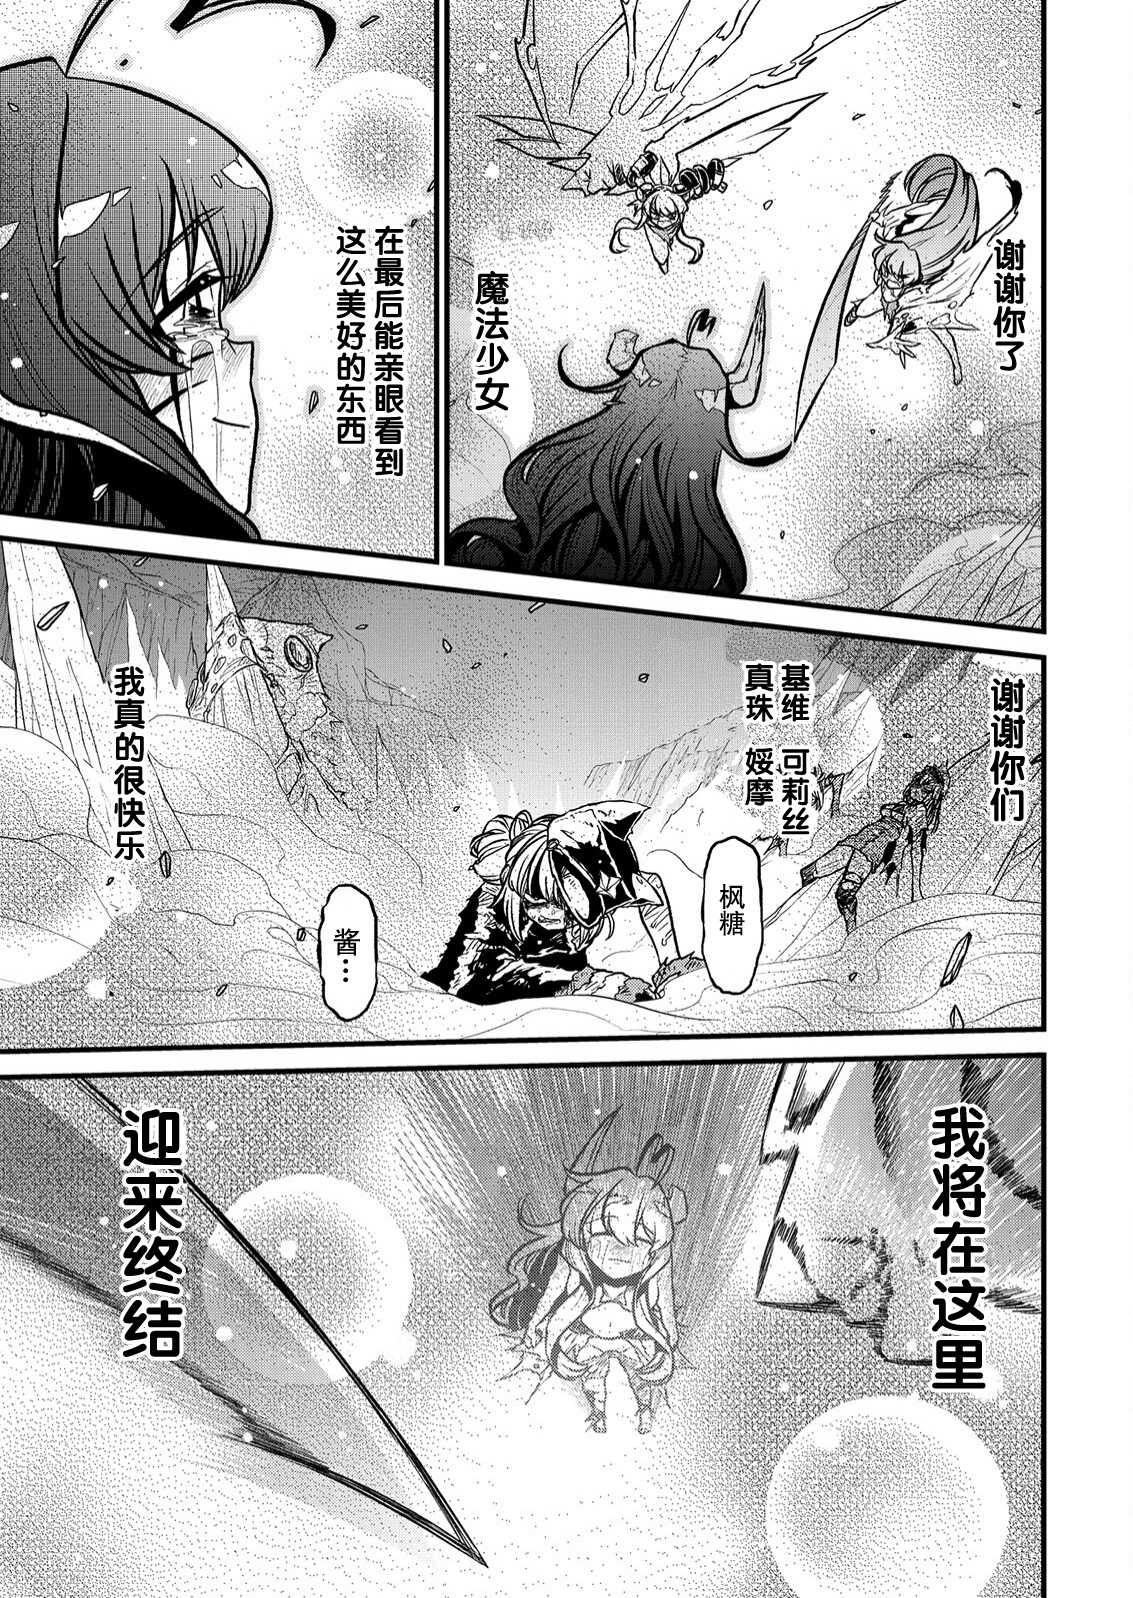 谢谢你了
魔法少女
在最后能亲眼看到
这么美好的东西
谢谢你们
基维 可莉丝
真珠 娞摩
枫糖
酱…
我真的很快乐
我将在这里
迎来终结